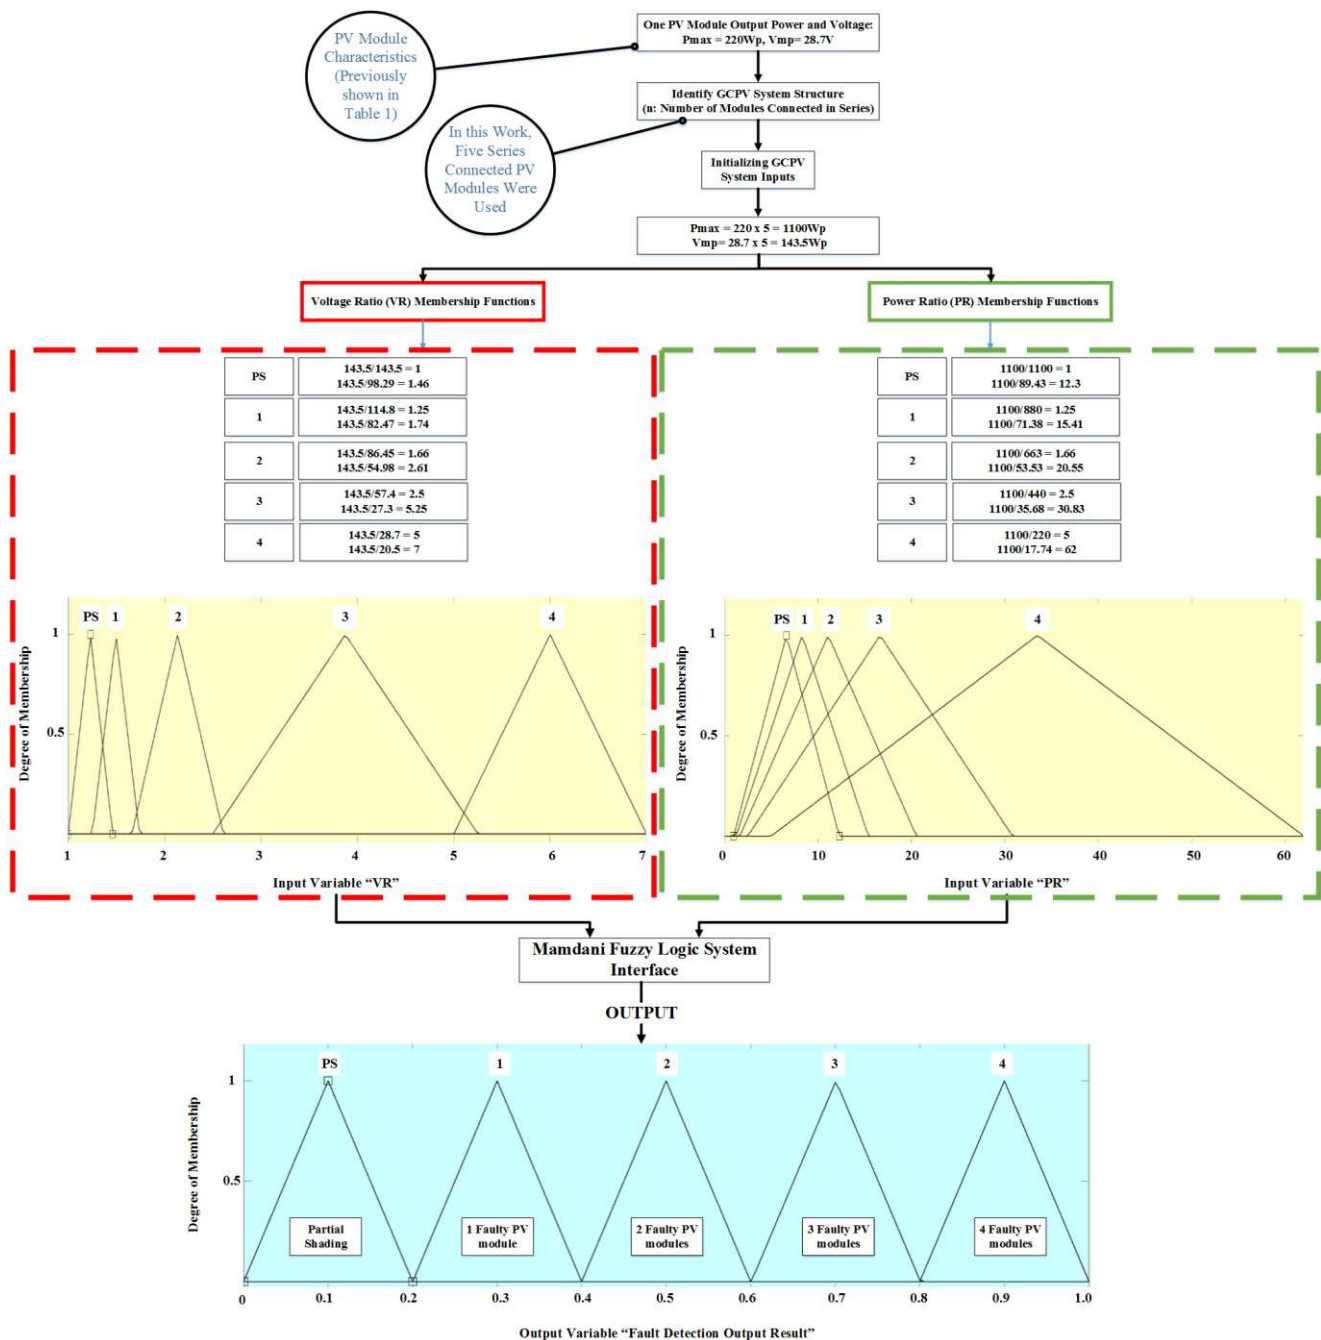 One PV Module Output Power and Voltage:
Pmax = 220Wp, Vmp= 28.7V
PV Module
Characteristics
(Previously
shown in
Table 1)
Identify GCPV System Structure
(n: Number of Modules Connected in Series)
In this Work,
Five Series
Connected PV
Modules Were
Used
Initializing GCPV
System Inputs
Pmax = 220 x 5 = 1100Wp
Vmp= 28.7 x 5 = 143.5Wp
Voltage Ratio (VR) Membership Functions
Power Ratio (PR) Membership Functions
PS
143.5/143.5 = 1
143.5/98.29 = 1.46
1
143.5/114.8 = 1.25
143.5/82.47 = 1.74
2
143.5/86.45 = 1.66
143.5/54.98 = 2.61
3
143.5/57.4 = 2.5
143.5/27.3 = 5.25
4
143.5/28.7 = 5
143.5/20.5 = 7
PS
1100/1100 = 1
1100/89.43 = 12.3
1
1100/880 = 1.25
1100/71.38 = 15.41
2
1100/663 = 1.66
1100/53.53 = 20.55
3
1100/440 = 2.5
1100/35.68 = 30.83
4
1100/220 = 5
1100/17.74 = 62
PS 1 2 3 4
1
0.5
0
Degree of Membership
1 2 3 4 5 6 7
Input Variable “VR”
PS 1 2 3 4
1
0.5
Degree of Membership
0 10 20 30 40 50 60
Input Variable “PR”
Mamdani Fuzzy Logic System
Interface
OUTPUT
PS 1 2 3 4
1
0.5
0
Degree of Membership
Partial
Shading
1 Faulty PV
module
2 Faulty PV
modules
3 Faulty PV
modules
4 Faulty PV
modules
0 0.1 0.2 0.3 0.4 0.5 0.6 0.7 0.8 0.9 1.0
Output Variable “Fault Detection Output Result”